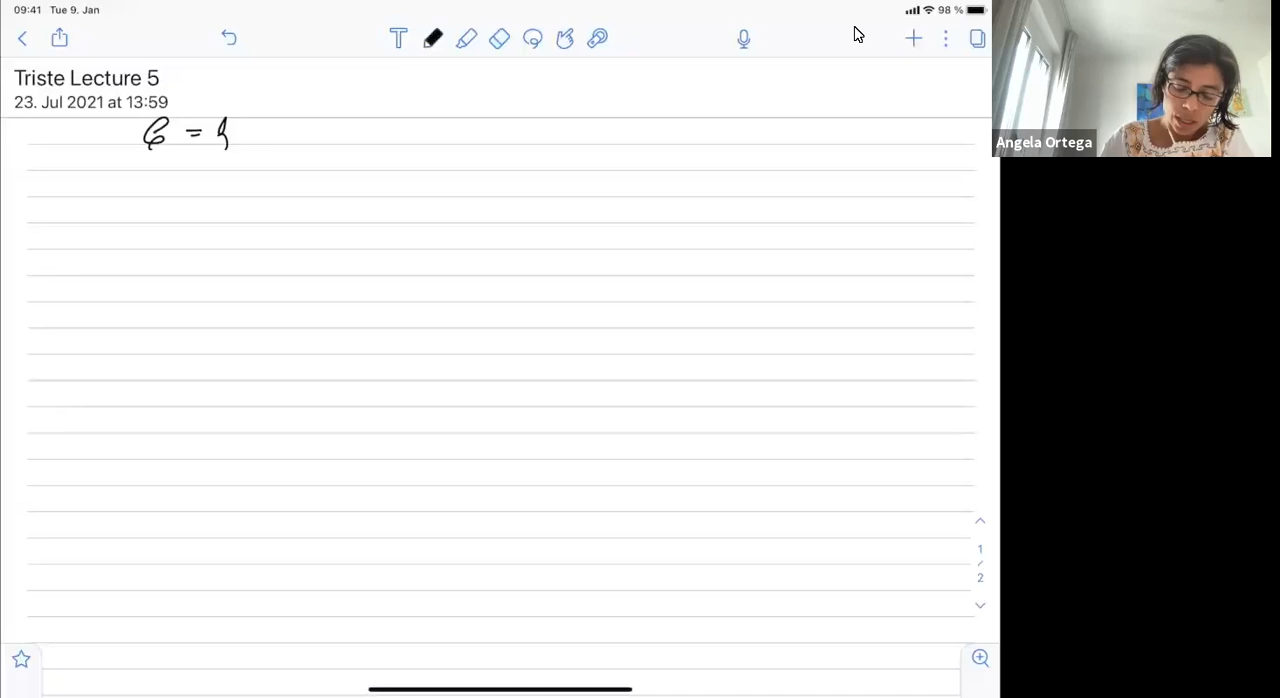 09:41 Tue 9. Jan
98 %
Triste Lecture 5
23. Jul 2021 at 13:59
Angela Ortega
1
/
2